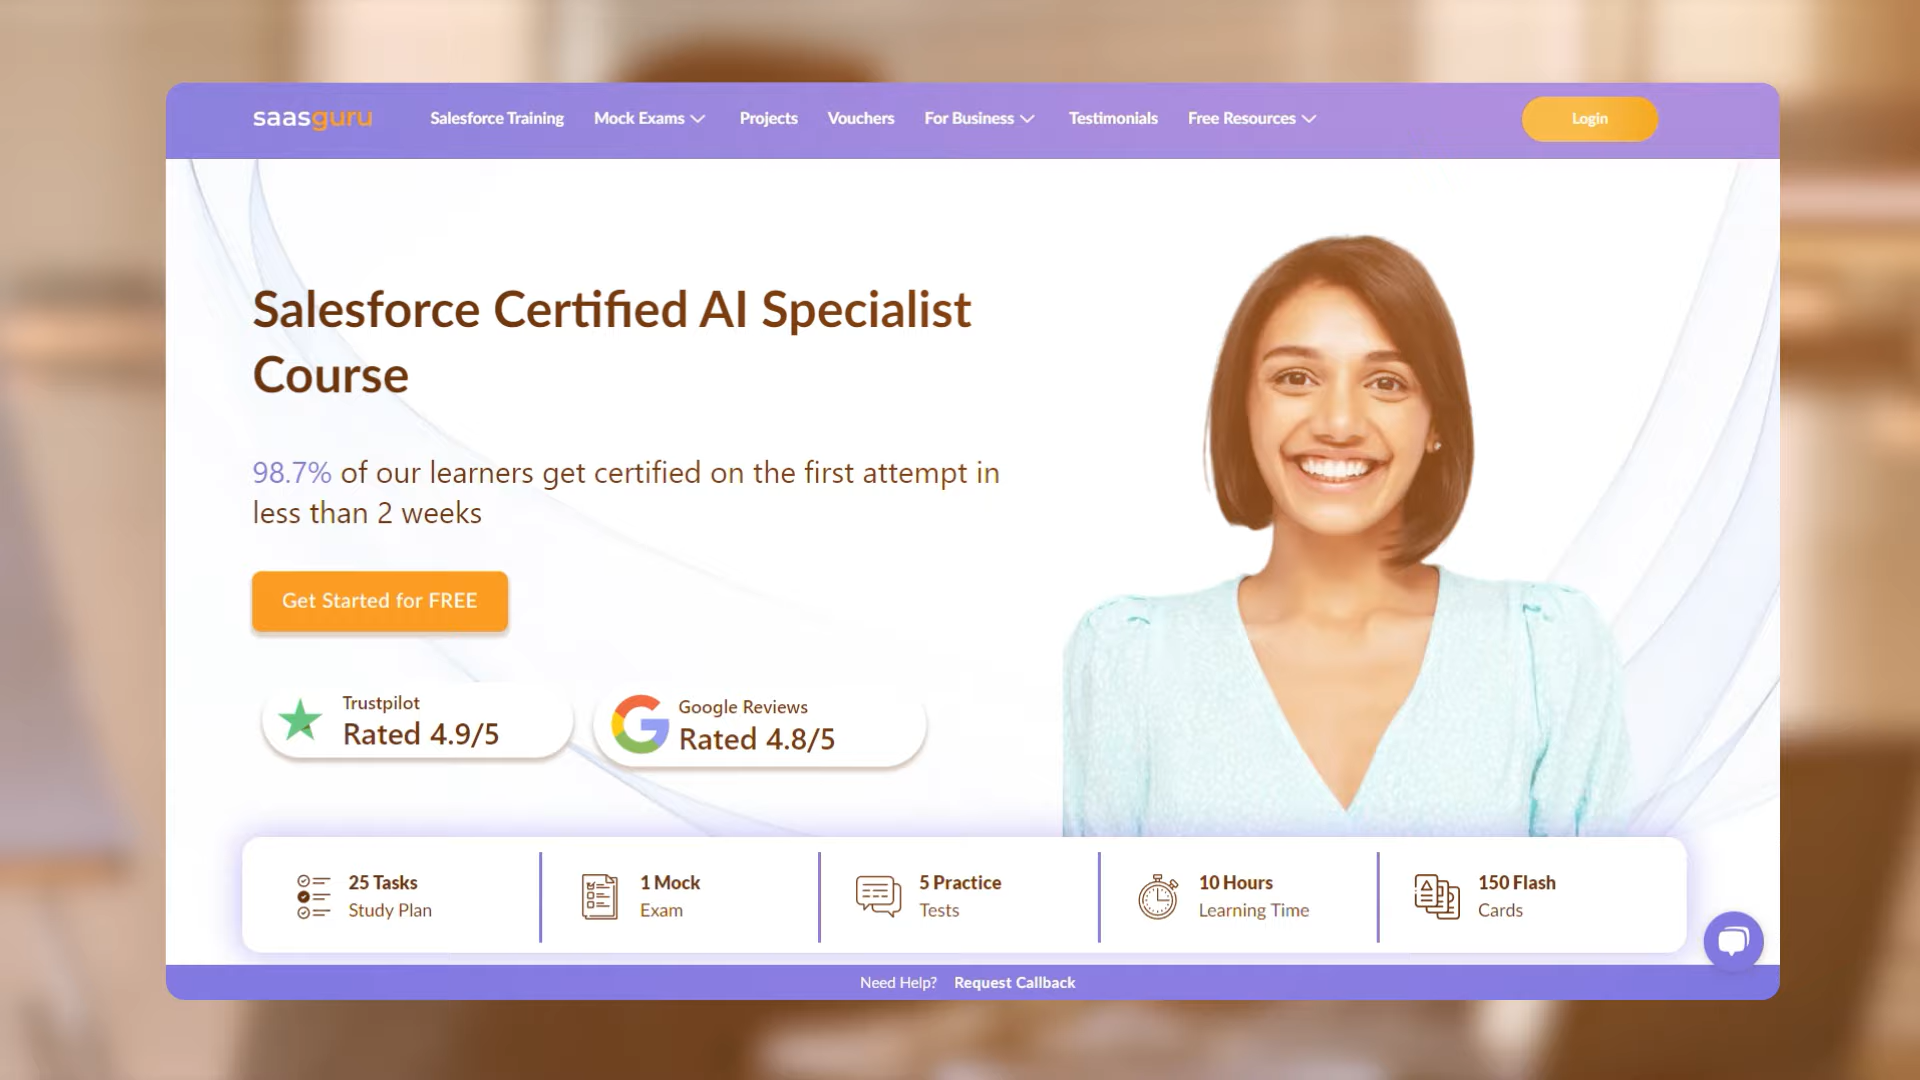 saasguru
Salesforce Training
Mock Exams
Projects
Vouchers
For Business
Testimonials
Free Resources
Login
Salesforce Certified AI Specialist
Course
98.7% of our learners get certified on the first attempt in
less than 2 weeks
Get Started for FREE
Trustpilot
Rated 4.9/5
Google Reviews
Rated 4.8/5
25 Tasks
Study Plan
1 Mock
Exam
5 Practice
Tests
10 Hours
Learning Time
150 Flash
Cards
Need Help? Request Callback